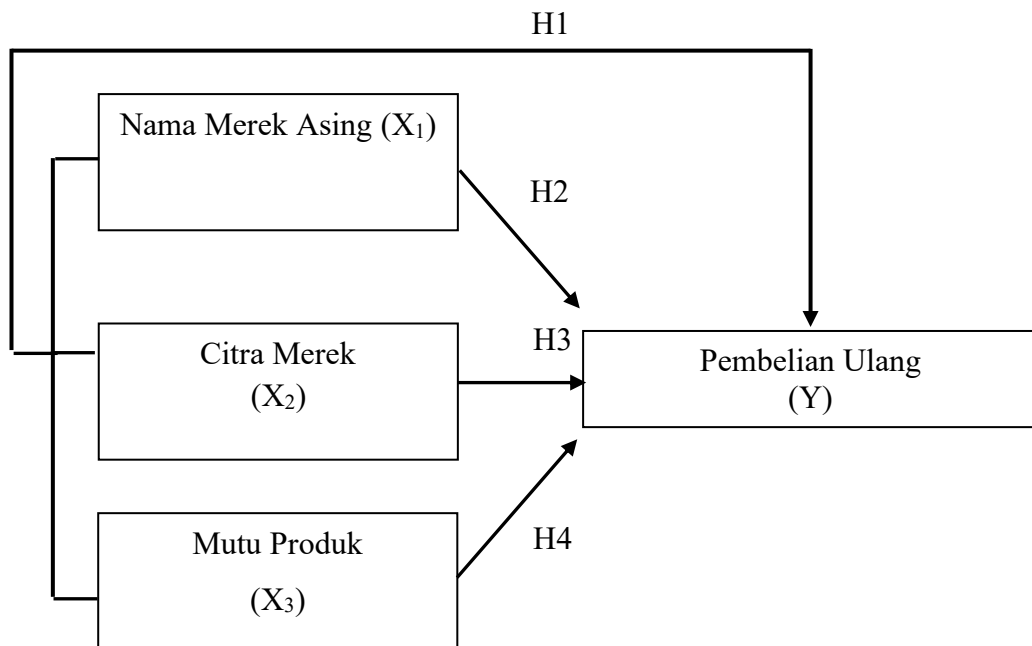 H1
Nama Merek Asing (X₁)
H2
H3
Citra Merek
(X₂)
Pembelian Ulang
(Y)
H4
Mutu Produk
(X₃)